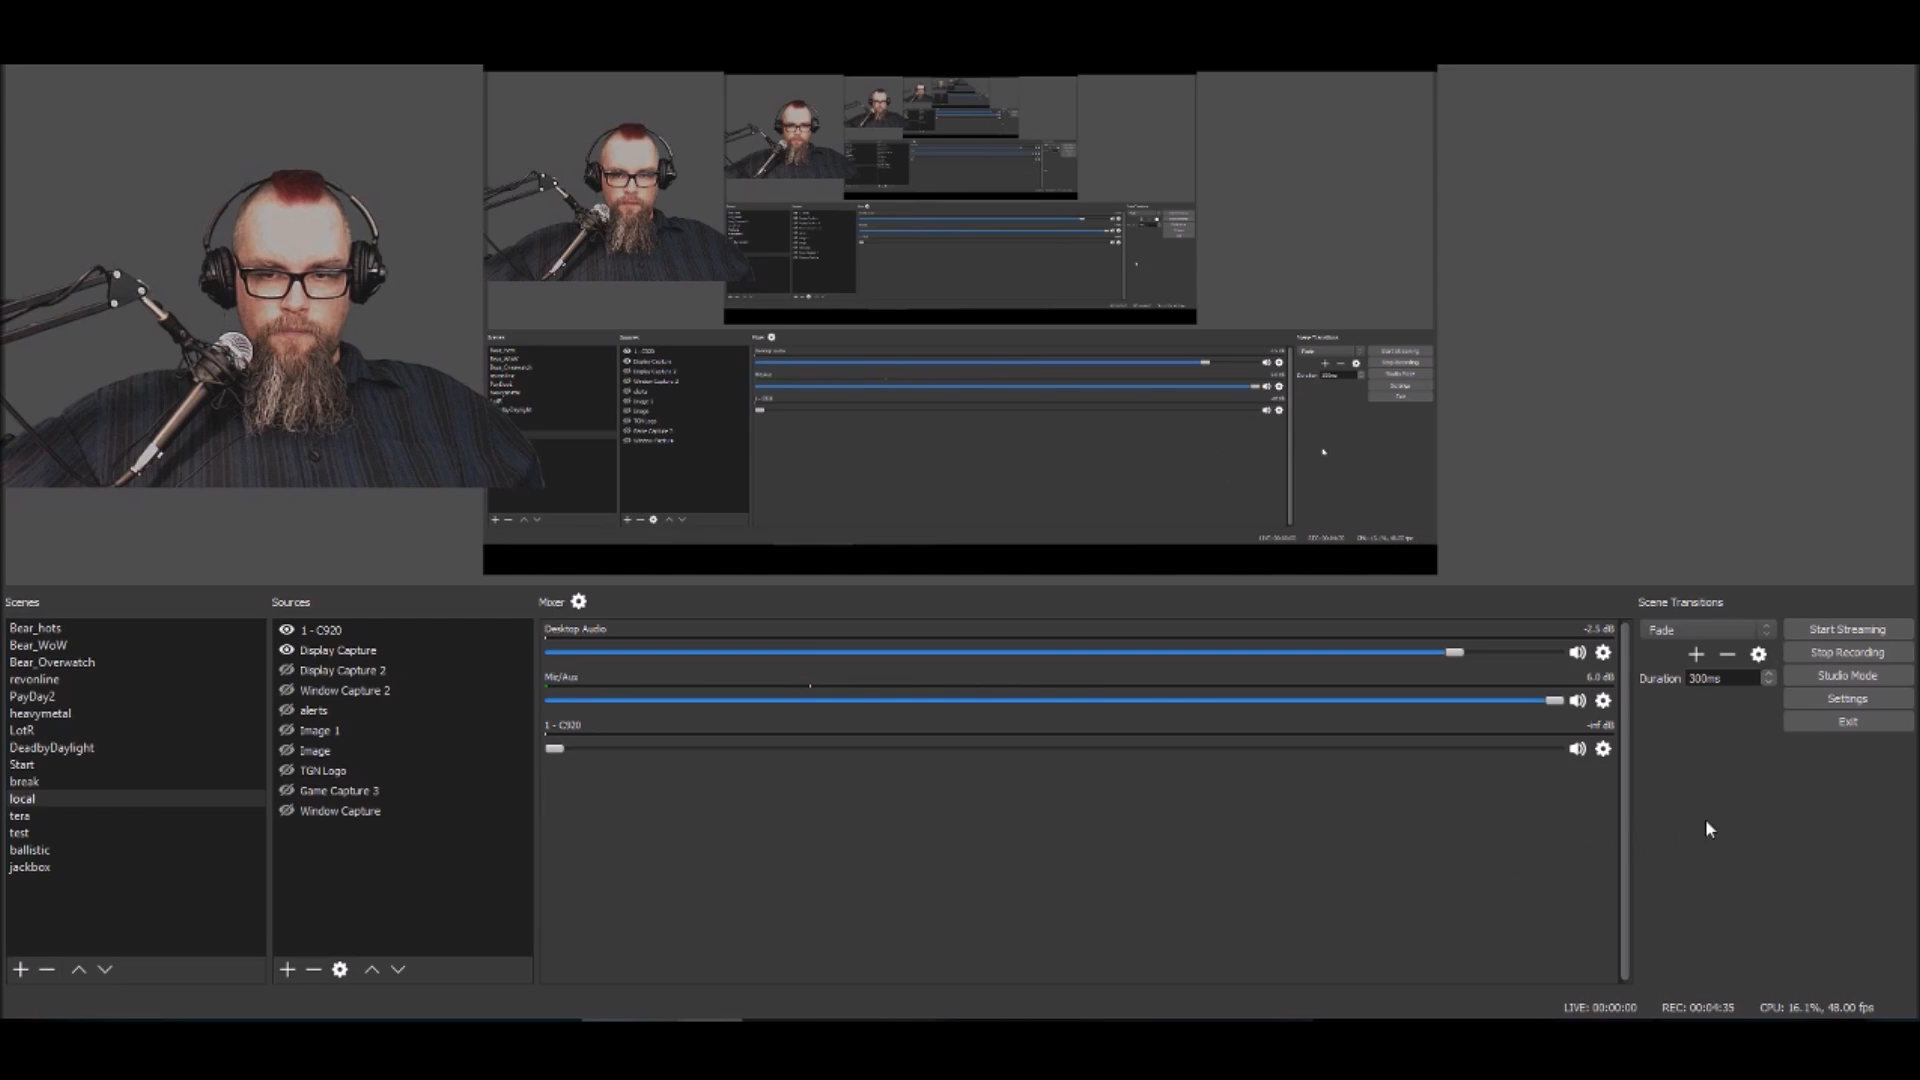 Scenes
Bear_hots
Bear_WoW
Bear_Overwatch
revonline
PayDay2
heavymetal
LotR
DeadbyDaylight
Start
break
local
tera
test
ballistic
jackbox
Sources
1 - C920
Display Capture
Display Capture 2
Window Capture 2
alerts
Image 1
Image
TGN Logo
Game Capture 3
Window Capture
Mixer
Desktop Audio -2.5 dB
Mic/Aux 6.0 dB
1 - C920 -inf dB
Scene Transitions
Fade
Duration 300ms
Start Streaming
Stop Recording
Studio Mode
Settings
Exit
LIVE: 00:00:00 REC: 00:04:35 CPU: 16.1%, 48.00 fps